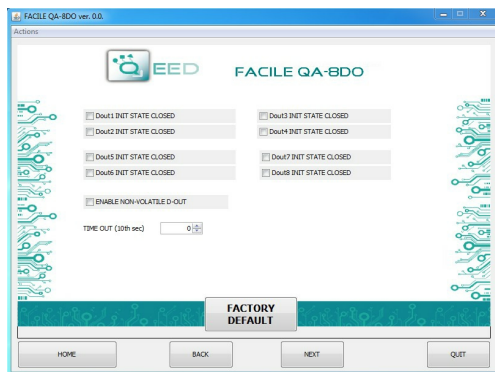 FACILE QA-8DO ver. 0.0.
Actions
QEED FACILE QA-8DO
Dout1 INIT STATE CLOSED Dout3 INIT STATE CLOSED
Dout2 INIT STATE CLOSED Dout4 INIT STATE CLOSED
Dout5 INIT STATE CLOSED Dout7 INIT STATE CLOSED
Dout6 INIT STATE CLOSED Dout8 INIT STATE CLOSED
ENABLE NON-VOLATILE D-OUT
TIME OUT (10th sec) 0
FACTORY
DEFAULT
HOME BACK NEXT QUIT